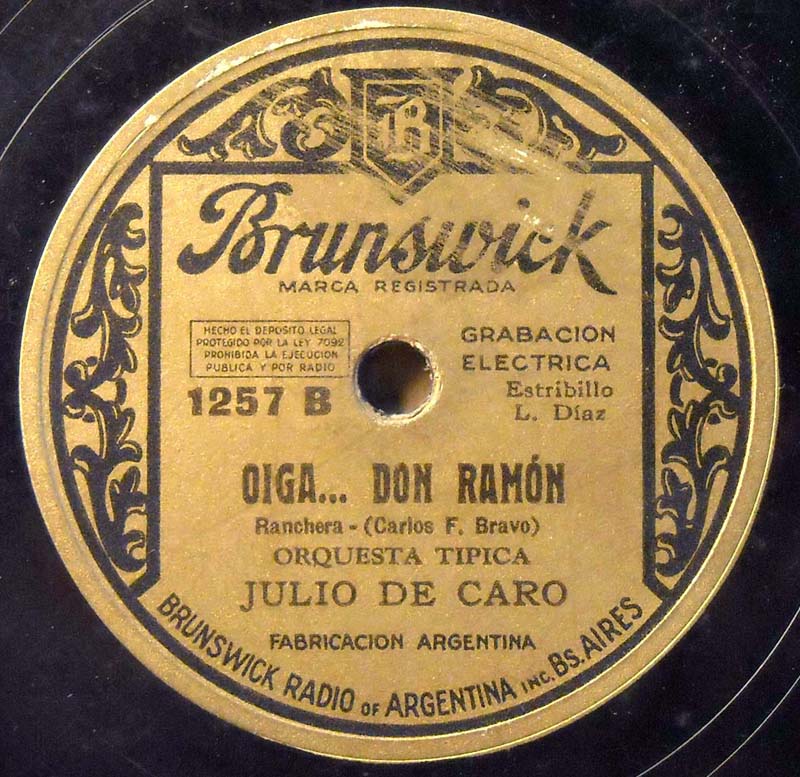 B
Brunswick
MARCA REGISTRADA
HECHO EL DEPOSITO LEGAL
PROTEGIDO POR LA LEY 7092
PROHIBIDA LA EJECUCION
PUBLICA Y POR RADIO
GRABACION
ELECTRICA
1257 B
Estribillo
L. Díaz
OIGA... DON RAMÓN
Ranchera - (Carlos F. Bravo)
ORQUESTA TIPICA
JULIO DE CARO
FABRICACION ARGENTINA
BRUNSWICK RADIO OF ARGENTINA INC. BS. AIRES